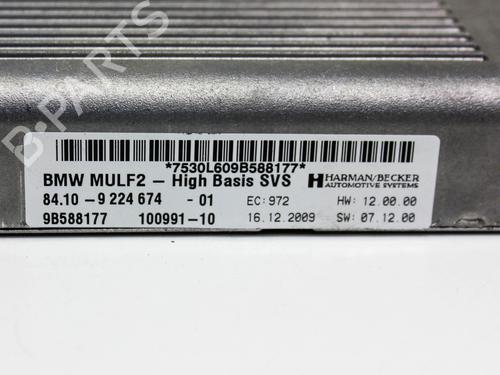 B-PARTS
*7530L609B588177*
BMW MULF2 – High Basis SVS
HARMAN/BECKER
AUTOMOTIVE SYSTEMS
84.10 – 9 224 674 - 01
EC: 972
HW: 12.00.00
9B588177
100991-10
16.12.2009
SW: 07.12.00